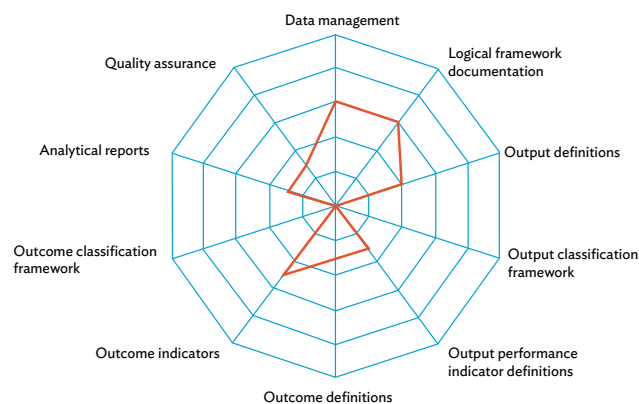 Data management
Logical framework
documentation
Quality assurance
Analytical reports
Output definitions
Outcome classification
framework
Output classification
framework
Outcome indicators
Output performance
indicator definitions
Outcome definitions